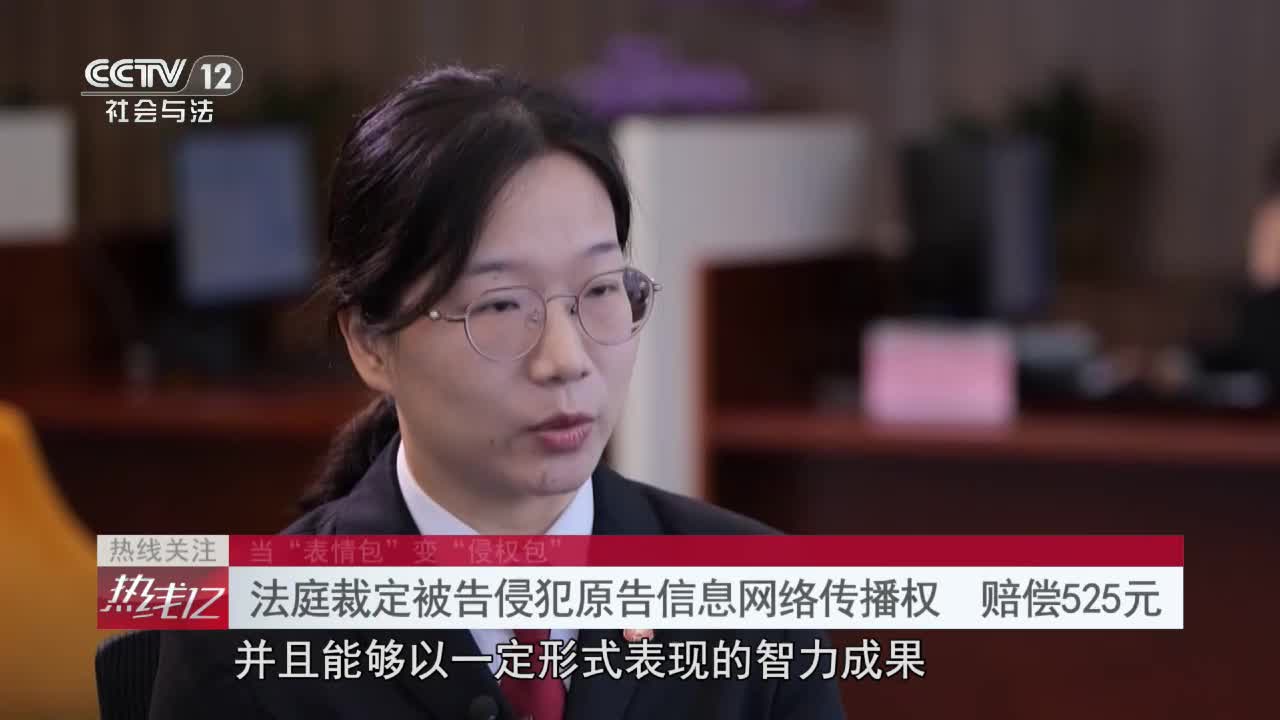 CCTV 12
社会与法
热线关注
当“表情包”变“侵权包”
热线12
法庭裁定被告侵犯原告信息网络传播权 赔偿525元
并且能够以一定形式表现的智力成果